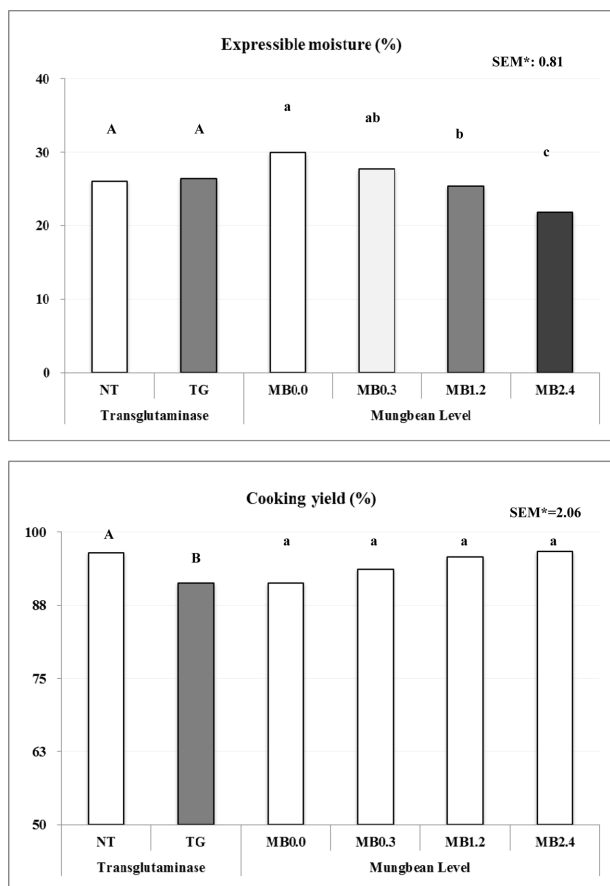 Expressible moisture (%)
SEM*: 0.81
40
30
20
10
0
A
A
a
ab
b
c
NT
TG
MB0.0
MB0.3
MB1.2
MB2.4
Transglutaminase
Mungbean Level
Cooking yield (%)
SEM*=2.06
100
88
75
63
50
A
B
a
a
a
a
NT
TG
MB0.0
MB0.3
MB1.2
MB2.4
Transglutaminase
Mungbean Level